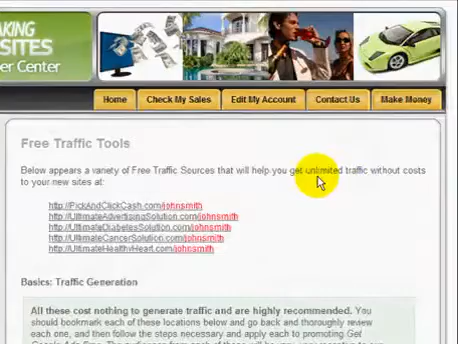 AKING
SITES
er Center
Home
Check My Sales
Edit My Account
Contact Us
Make Money
Free Traffic Tools
Below appears a variety of Free Traffic Sources that will help you get unlimited traffic without costs
to your new sites at:
http://PickAndClickCash.com/johnsmith
http://UltimateAdvertisingSolution.com/johnsmith
http://UltimateDiabetesSolution.com/johnsmith
http://UltimateCancerSolution.com/johnsmith
http://UltimateHealthyHeart.com/johnsmith
Basics: Traffic Generation
All these cost nothing to generate traffic and are highly recommended. You
should bookmark each of these locations below and go back and thoroughly review
each one, and then follow the steps necessary and apply each to promoting Get